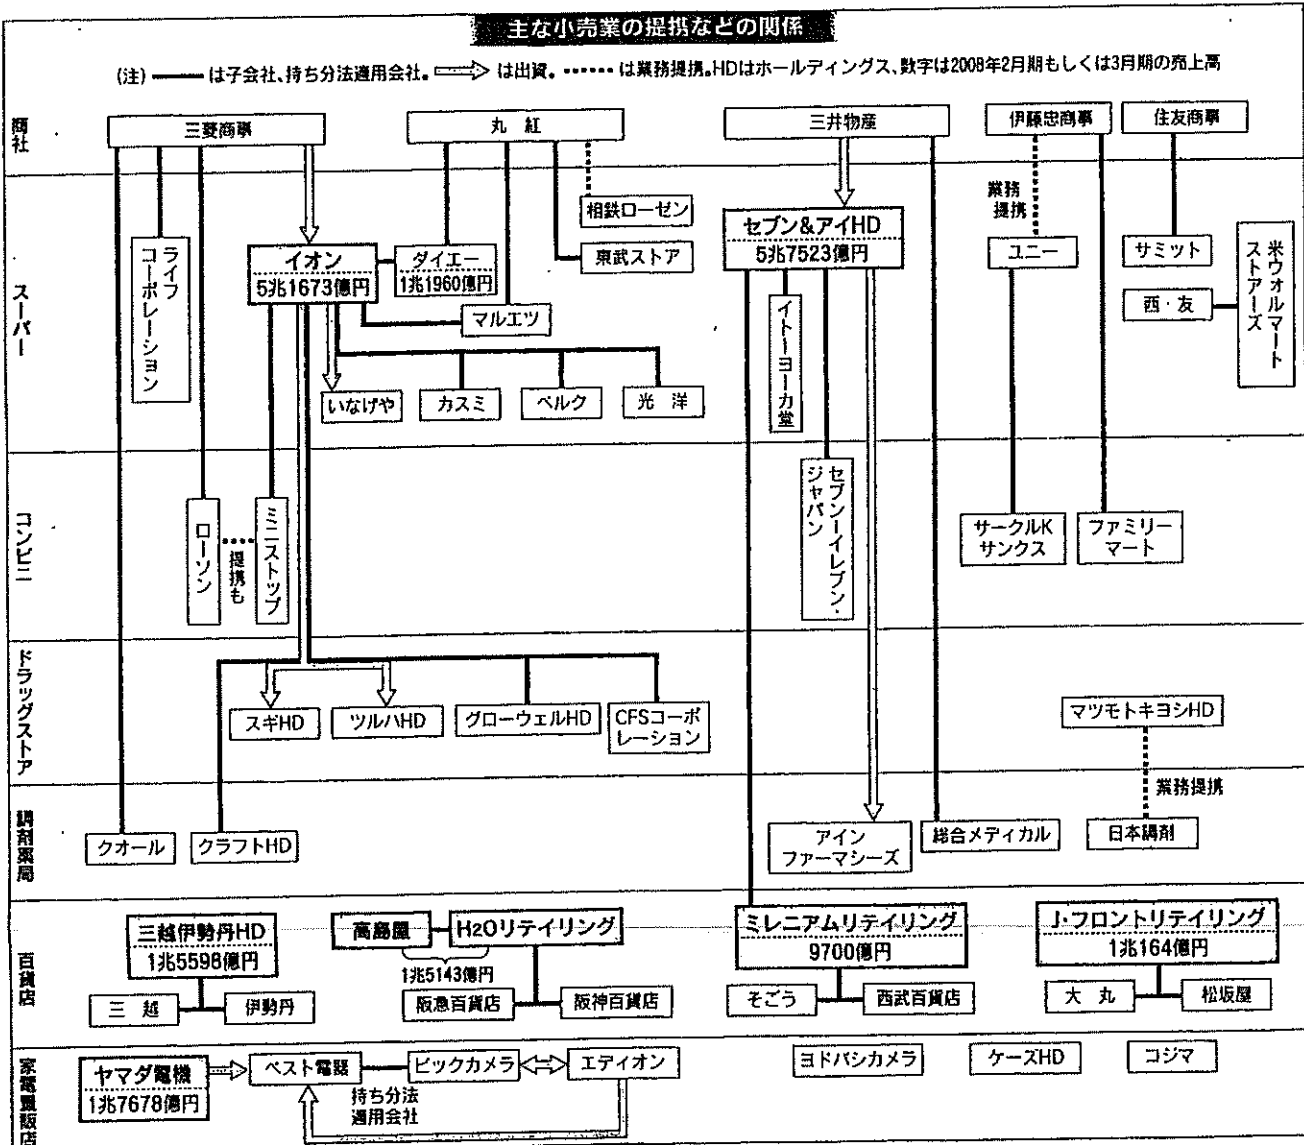 主な小売業の提携などの関係
(注) は子会社、持ち分法適用会社。 は出資。 は業務提携。HDはホールディングス、数字は2008年2月期もしくは3月期の売上高
商社
三菱商事
丸 紅
三井物産
伊藤忠商事
住友商事
スーパー
ライフ
コーポレーション
イオン
5兆1673億円
ダイエー
1兆1960億円
相鉄ローゼン
東武ストア
マルエツ
いなげや
カスミ
ベルク
光 洋
セブン&アイHD
5兆7523億円
イトーヨーカ堂
業務
提携
ユニー
サミット
西・友
米ウォルマート
ストアーズ
コンビニ
ローソン
提携も
ミニストップ
セブン-イレブン・
ジャパン
サークルK
サンクス
ファミリー
マート
ドラッグストア
スギHD
ツルハHD
グローウェルHD
CFSコーポ
レーション
マツモトキヨシHD
業務提携
調剤薬局
クオール
クラフトHD
アイン
ファーマシーズ
総合メディカル
日本調剤
百貨店
三越伊勢丹HD
1兆5598億円
三 越
伊勢丹
高島屋
H2Oリテイリング
1兆5143億円
阪急百貨店
阪神百貨店
ミレニアムリテイリング
9700億円
そごう
西武百貨店
J・フロントリテイリング
1兆164億円
大 丸
松坂屋
家電量販店
ヤマダ電機
1兆7678億円
ベスト電器
ビックカメラ
エディオン
持ち分法
適用会社
ヨドバシカメラ
ケーズHD
コジマ